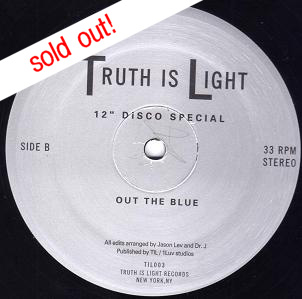 sold out!
TRUTH IS LIGHT
12" DISCO SPECIAL
SIDE B
33 RPM
STEREO
OUT THE BLUE
All edits arranged by Jason Lev and Dr. J
Published by TIL / 1Luv studios
TIL003
TRUTH IS LIGHT RECORDS
NEW YORK,NY